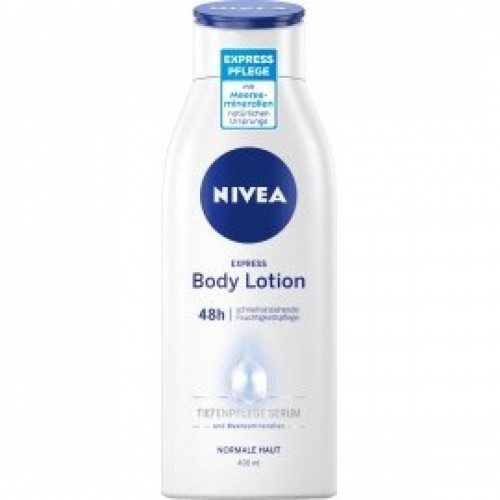 EXPRESS
PFLEGE
mit
Meeres-
mineralien
natürlichen
Ursprungs
NIVEA
EXPRESS
Body Lotion
48h
schnelleinziehende
Feuchtigkeitspflege
TIEFENPFLEGE SERUM
und Meeresmineralien
NORMALE HAUT
400 ml